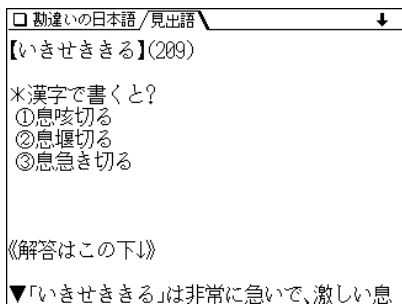 勘違いの日本語/見出語 ↓
【いきせききる】(209)
*漢字で書くと?
①息咳切る
②息堰切る
③息急き切る
《解答はこの下↓》
▼「いきせききる」は非常に急いで、激しい息